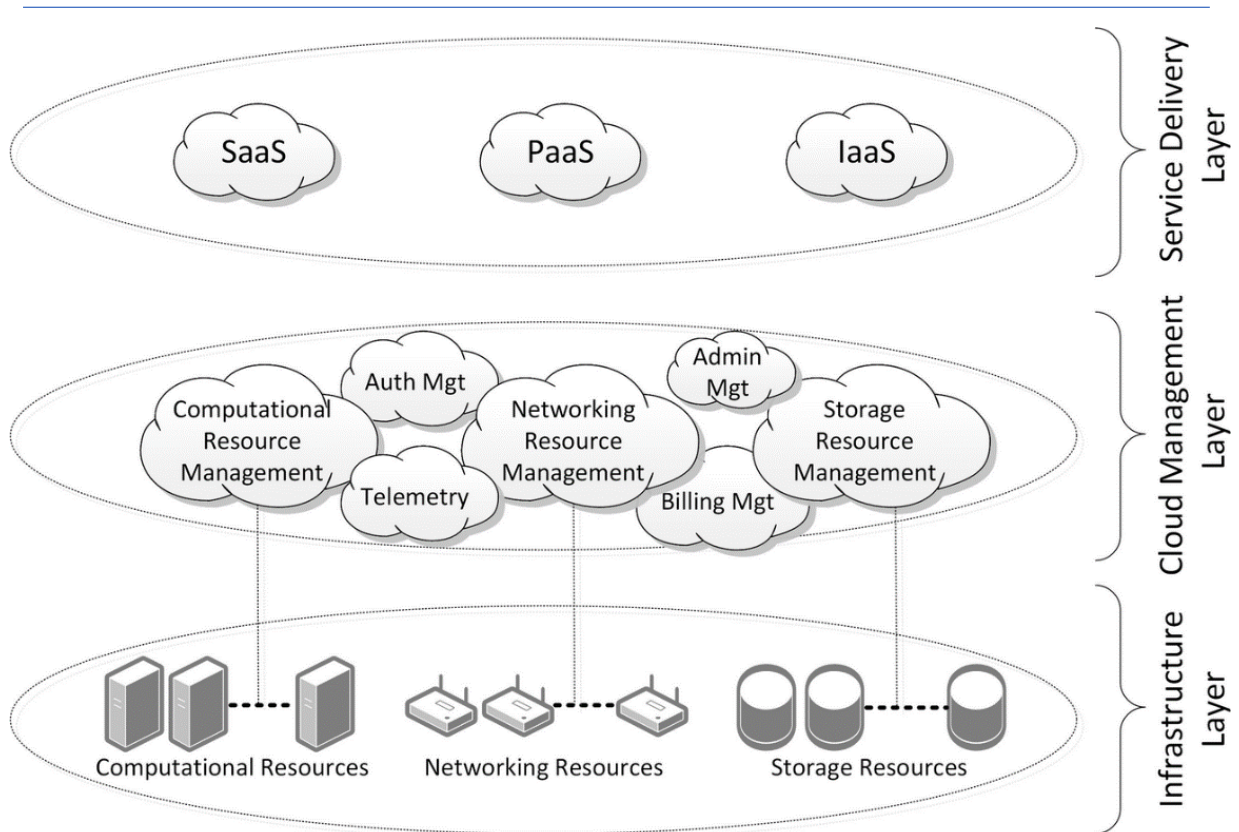 SaaS
PaaS
IaaS
Service Delivery
Layer
Auth Mgt
Admin
Mgt
Computational
Resource
Management
Networking
Resource
Management
Storage
Resource
Management
Telemetry
Billing Mgt
Cloud Management
Layer
Computational Resources
Networking Resources
Storage Resources
Infrastructure
Layer